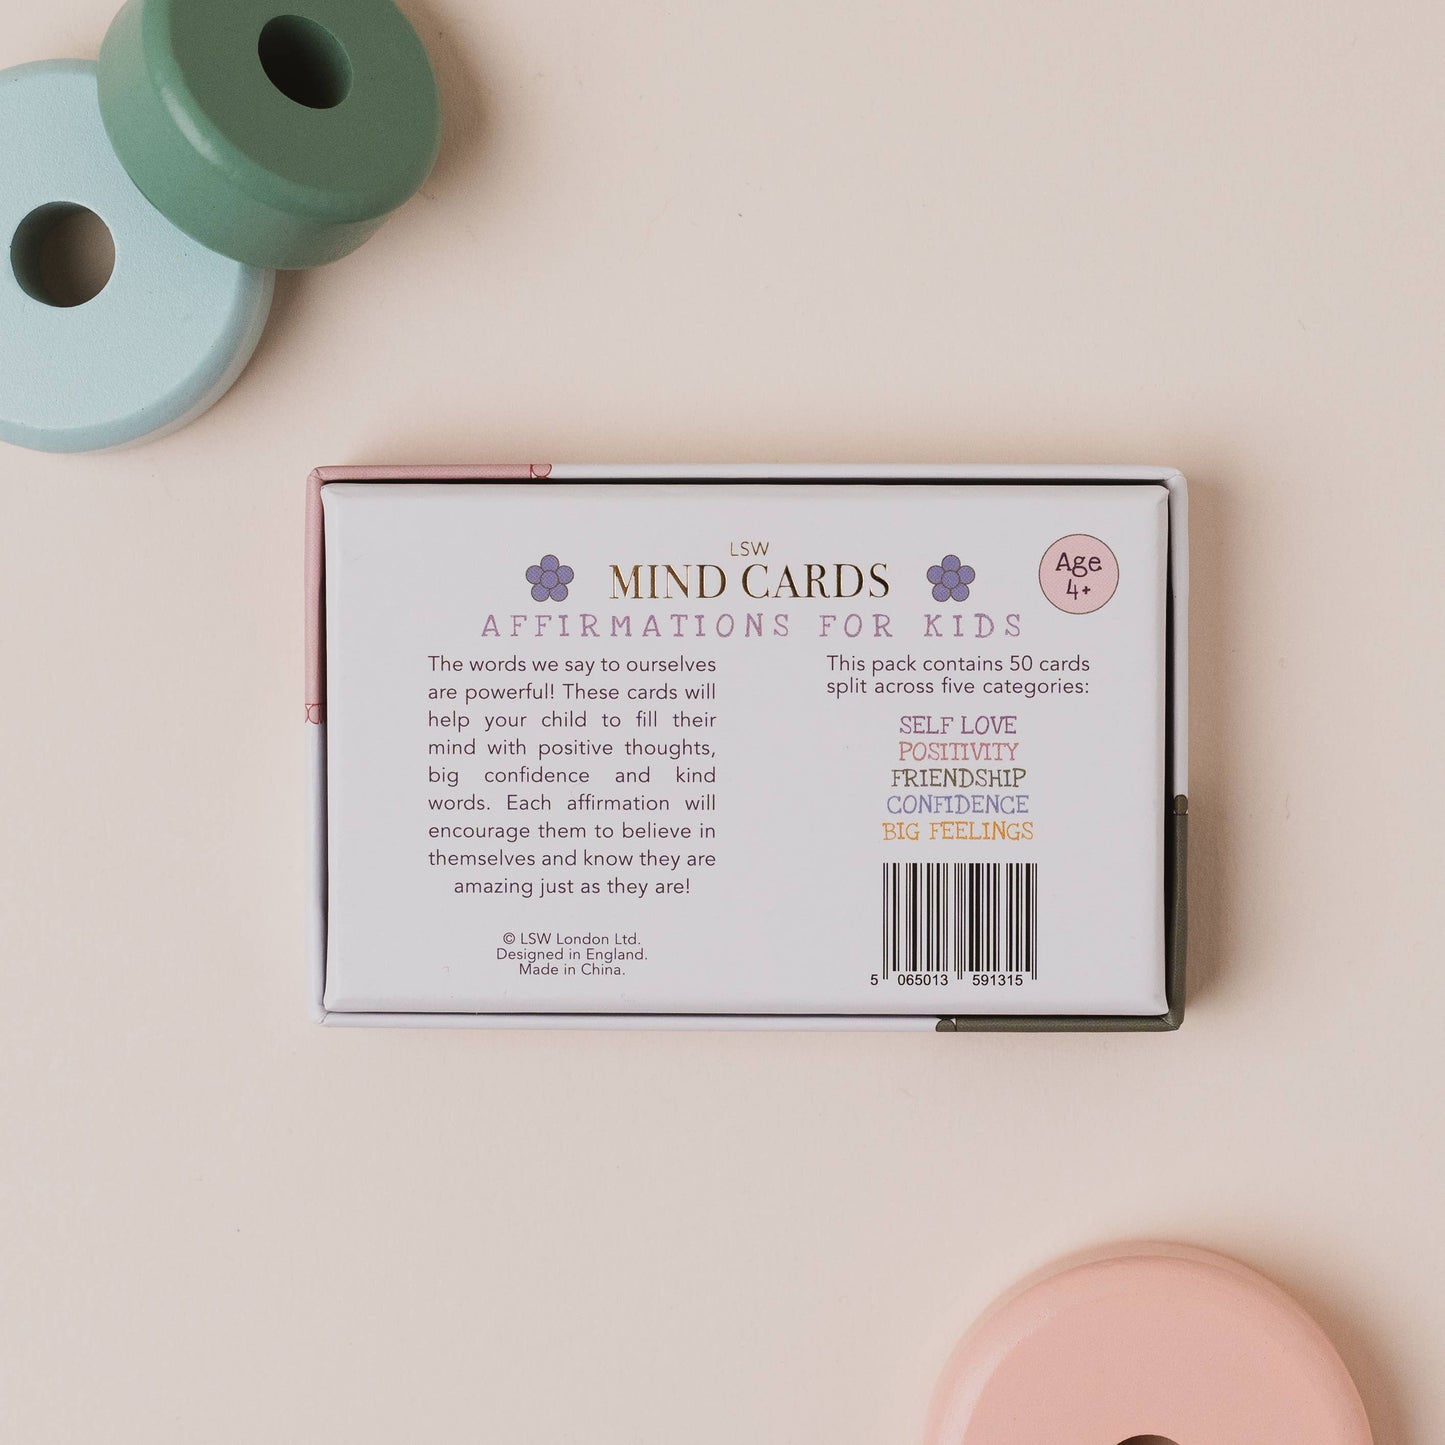 LSW
MIND CARDS
AFFIRMATIONS FOR KIDS
Age
4+
The words we say to ourselves
are powerful! These cards will
help your child to fill their
mind with positive thoughts,
big confidence and kind
words. Each affirmation will
encourage them to believe in
themselves and know they are
amazing just as they are!
© LSW London Ltd.
Designed in England.
Made in China.
This pack contains 50 cards
split across five categories:
SELF LOVE
POSITIVITY
FRIENDSHIP
CONFIDENCE
BIG FEELINGS
5 065013 591315